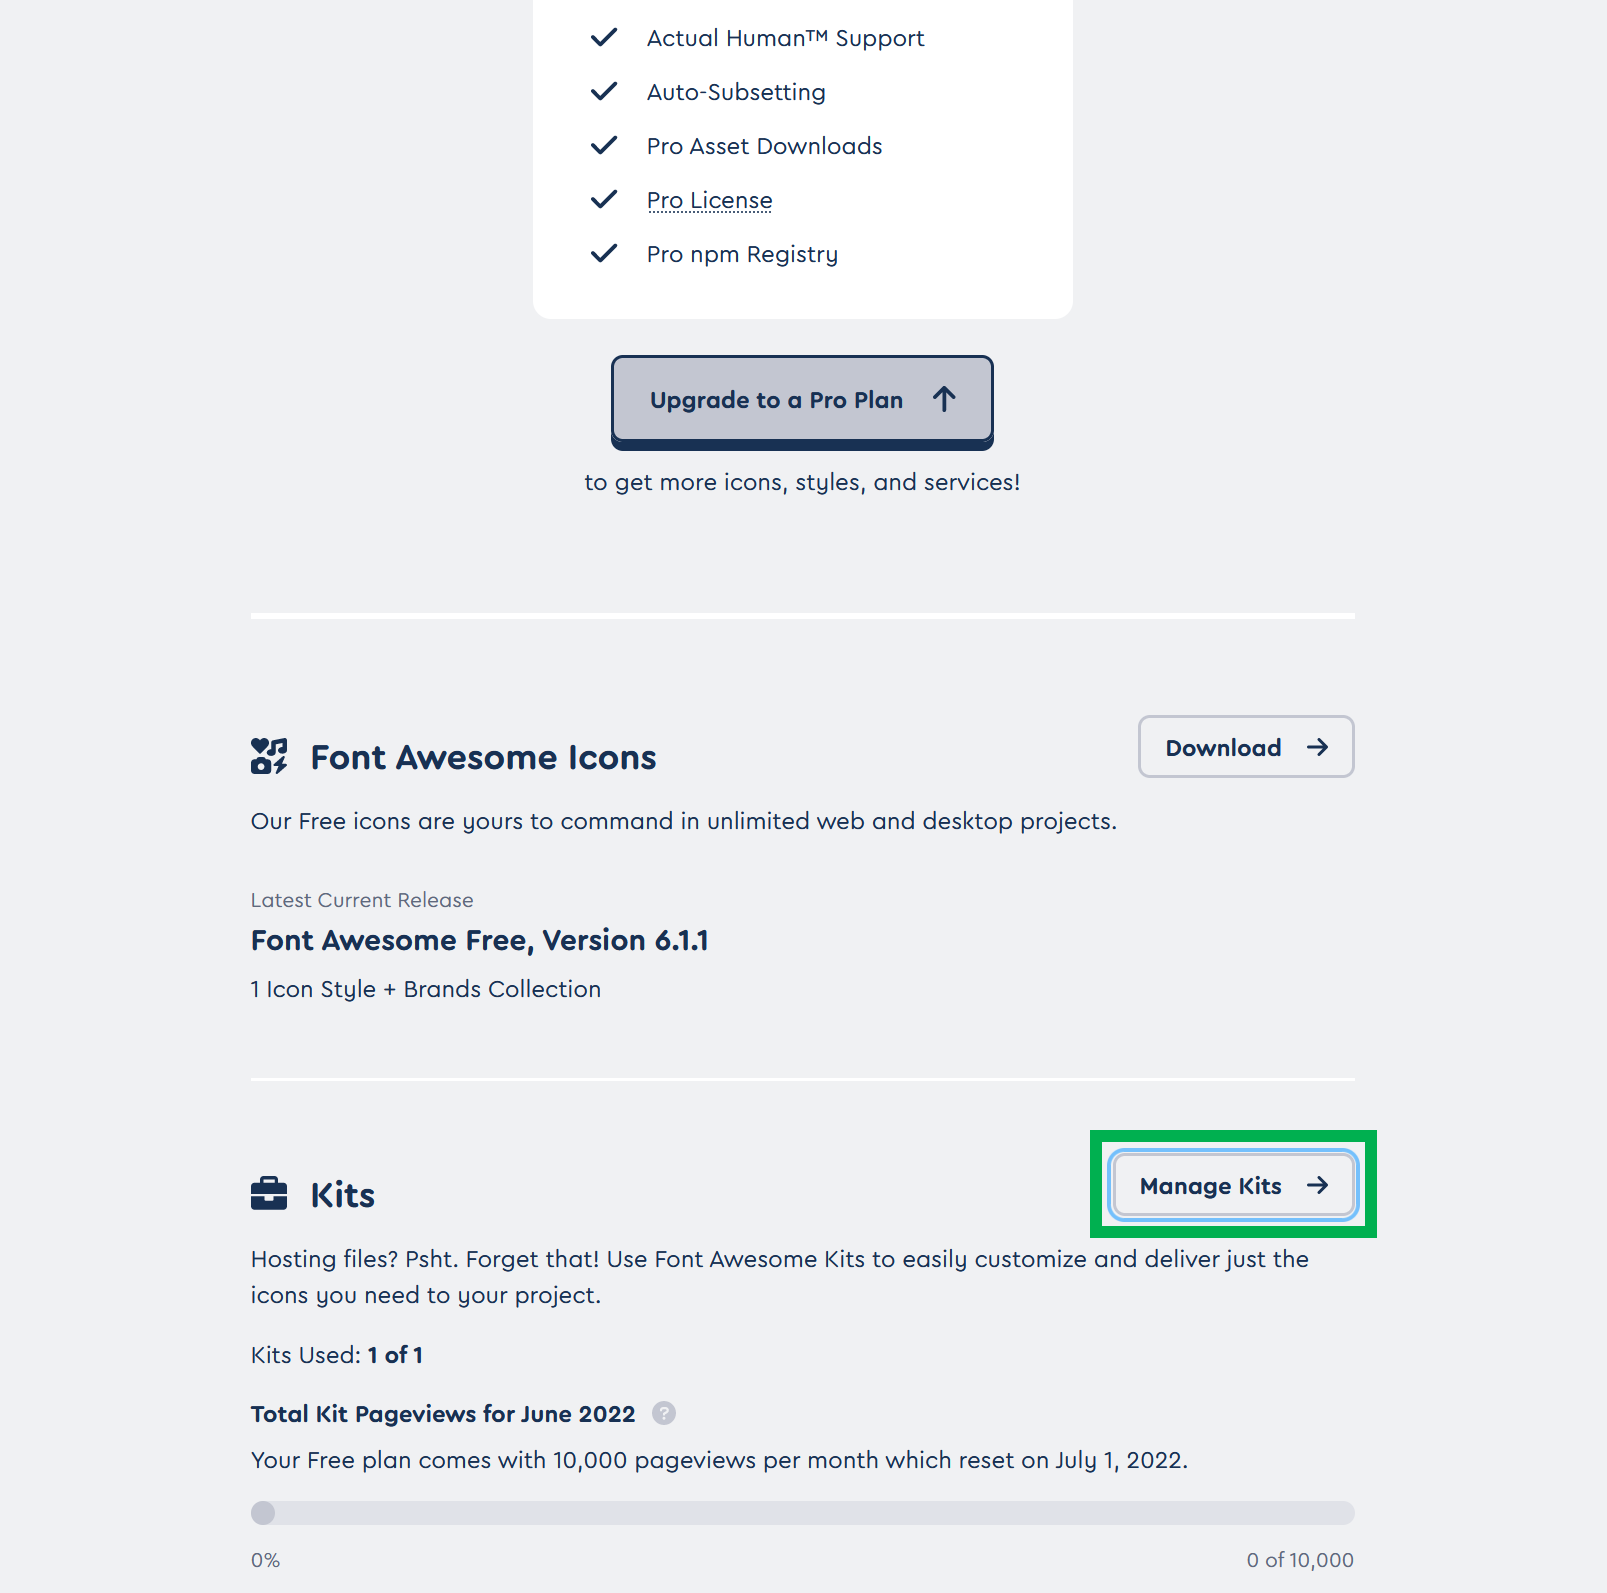 Actual Human™ Support
Auto-Subsetting
Pro Asset Downloads
Pro License
Pro npm Registry
Upgrade to a Pro Plan
to get more icons, styles, and services!
Font Awesome Icons
Download
Our Free icons are yours to command in unlimited web and desktop projects.
Latest Current Release
Font Awesome Free, Version 6.1.1
1 Icon Style + Brands Collection
Kits
Manage Kits
Hosting files? Psht. Forget that! Use Font Awesome Kits to easily customize and deliver just the
icons you need to your project.
Kits Used: 1 of 1
Total Kit Pageviews for June 2022 ?
Your Free plan comes with 10,000 pageviews per month which reset on July 1, 2022.
0%
0 of 10,000